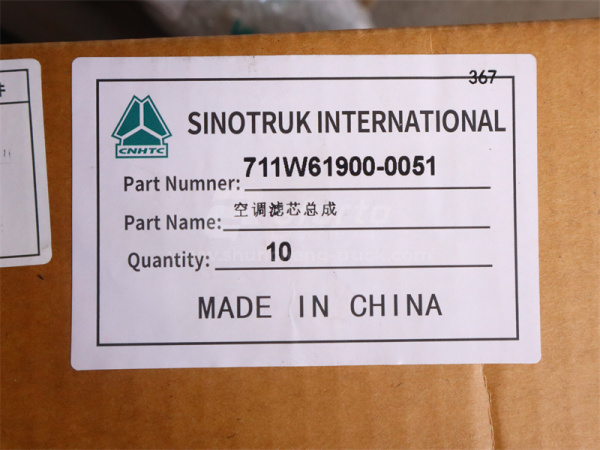 367
SINOTRUK INTERNATIONAL
CNHTC
Part Numner: 711W61900-0051
Part Name: 空调滤芯总成
Quantity: 10
MADE IN CHINA
件